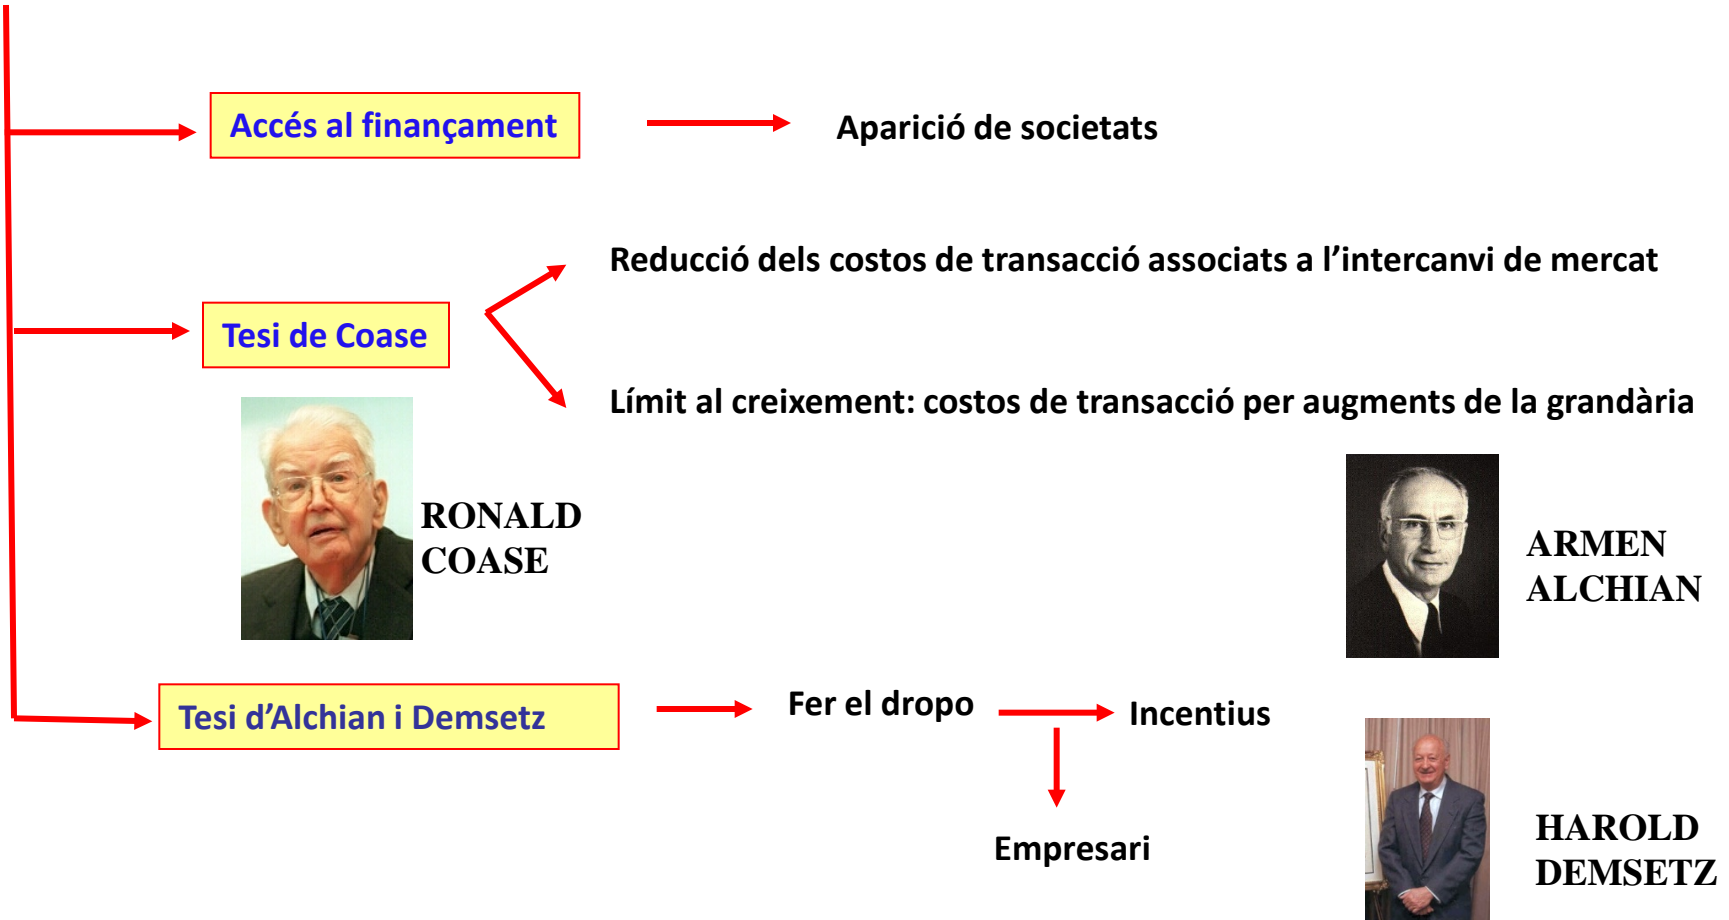 Accés al finançament
Aparició de societats
Reducció dels costos de transacció associats a l’intercanvi de mercat
Tesi de Coase
Límit al creixement: costos de transacció per augments de la grandària
RONALD
COASE
ARMEN
ALCHIAN
Tesi d’Alchian i Demsetz
Fer el dropo
Incentius
Empresari
HAROLD
DEMSETZ